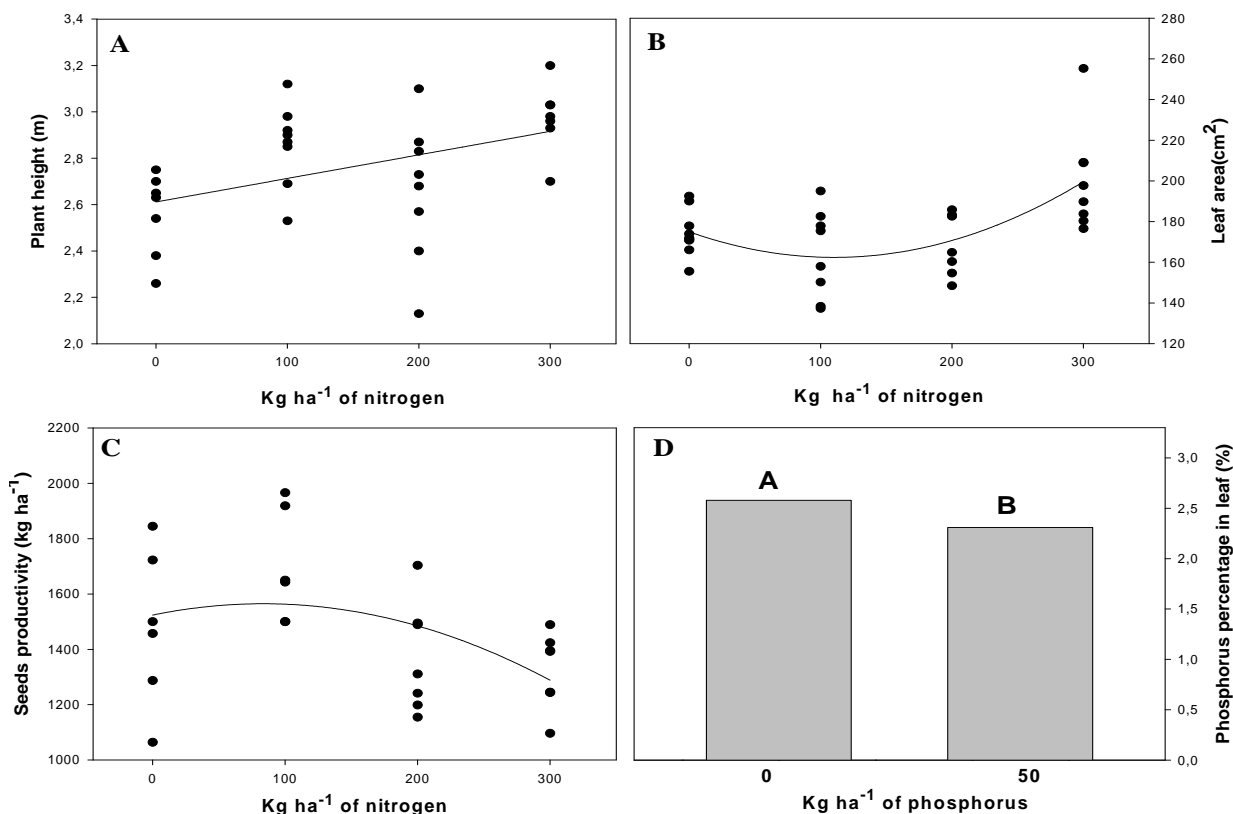 A
Plant height (m)
3,4
3,2
3,0
2,8
2,6
2,4
2,2
2,0
0 100 200 300
Kg ha⁻¹ of nitrogen
B
Leaf area(cm²)
280
260
240
220
200
180
160
140
120
0 100 200 300
Kg ha⁻¹ of nitrogen
C
Seeds productivity (kg ha⁻¹)
2200
2000
1800
1600
1400
1200
1000
0 100 200 300
Kg ha⁻¹ of nitrogen
D
A
B
Phosphorus percentage in leaf (%)
3,0
2,5
2,0
1,5
1,0
0,5
0,0
0 50
Kg ha⁻¹ of phosphorus